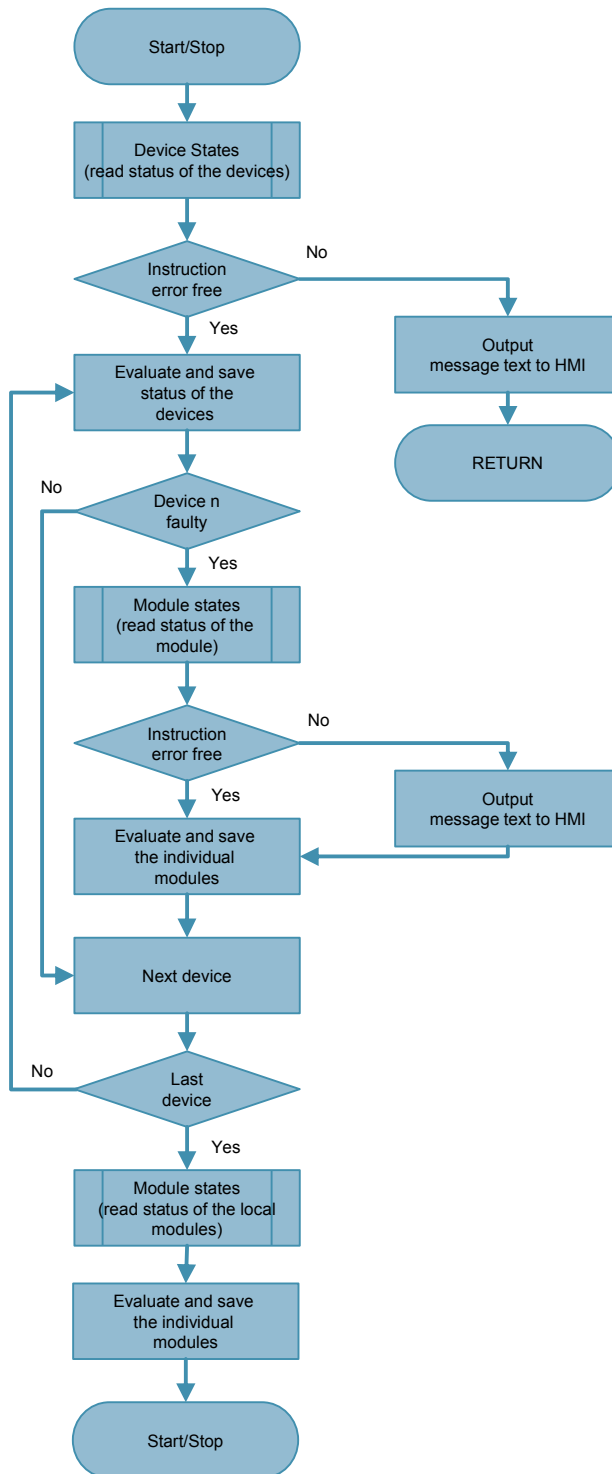 Start/Stop
Device States
(read status of the devices)
Instruction
error free
No
Yes
Output
message text to HMI
Evaluate and save
status of the
devices
RETURN
No
Device n
faulty
Yes
Module states
(read status of the
module)
Instruction
error free
No
Yes
Output
message text to HMI
Evaluate and save
the individual
modules
Next device
No
Last
device
Yes
Module states
(read status of the local
modules)
Evaluate and save
the individual
modules
Start/Stop